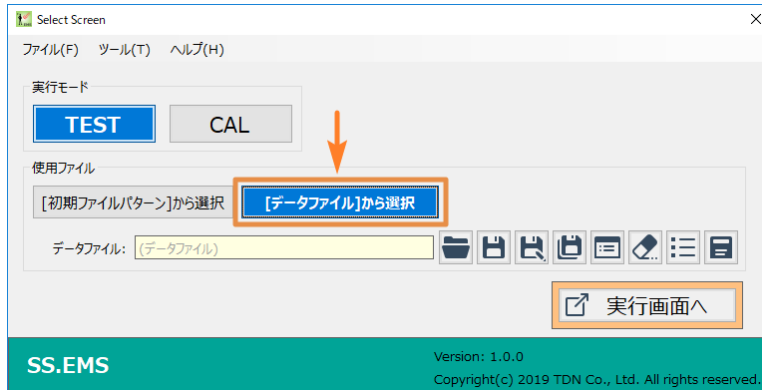 Select Screen
ファイル(F) ツール(T) ヘルプ(H)
実行モード
TEST CAL
使用ファイル
[初期ファイルパターン]から選択 [データファイル]から選択
データファイル: (データファイル)
実行画面へ
SS.EMS
Version: 1.0.0
Copyright(c) 2019 TDN Co., Ltd. All rights reserved.